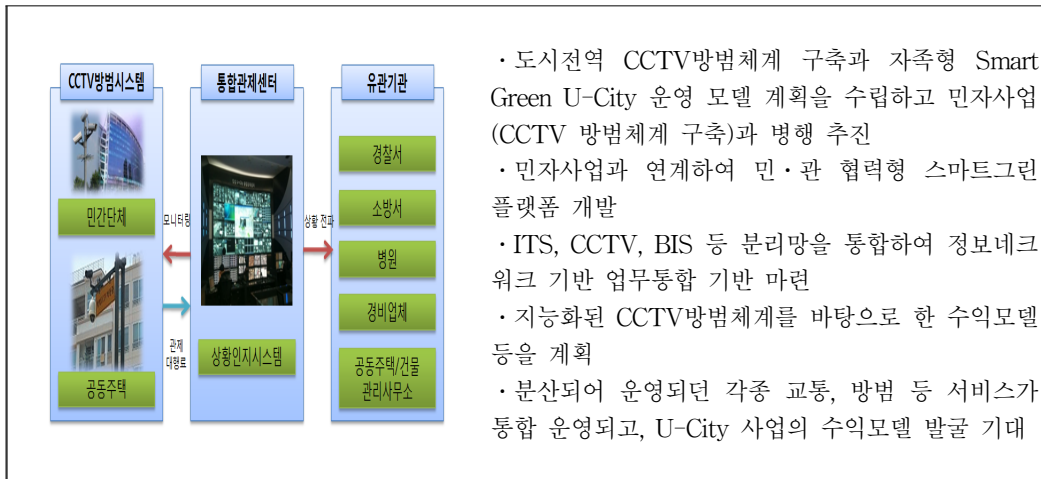 CCTV방범시스템
민간단체
공동주택
모니터링
관제
대행료
통합관제센터
상황인지시스템
상황 전파
유관기관
경찰서
소방서
병원
경비업체
공동주택/건물
관리사무소
· 도시전역 CCTV방범체계 구축과 자족형 Smart
Green U-City 운영 모델 계획을 수립하고 민자사업
(CCTV 방범체계 구축)과 병행 추진
· 민자사업과 연계하여 민·관 협력형 스마트그린
플랫폼 개발
· ITS, CCTV, BIS 등 분리망을 통합하여 정보네크
워크 기반 업무통합 기반 마련
· 지능화된 CCTV방범체계를 바탕으로 한 수익모델
등을 계획
· 분산되어 운영되던 각종 교통, 방범 등 서비스가
통합 운영되고, U-City 사업의 수익모델 발굴 기대